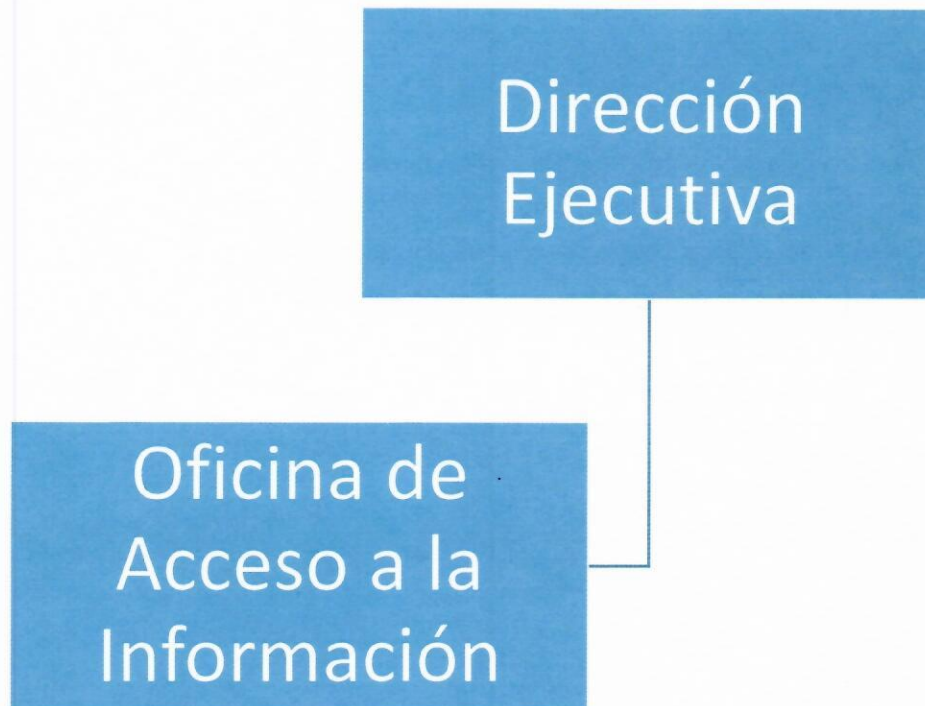 Dirección
Ejecutiva
Oficina de
Acceso a la
Información